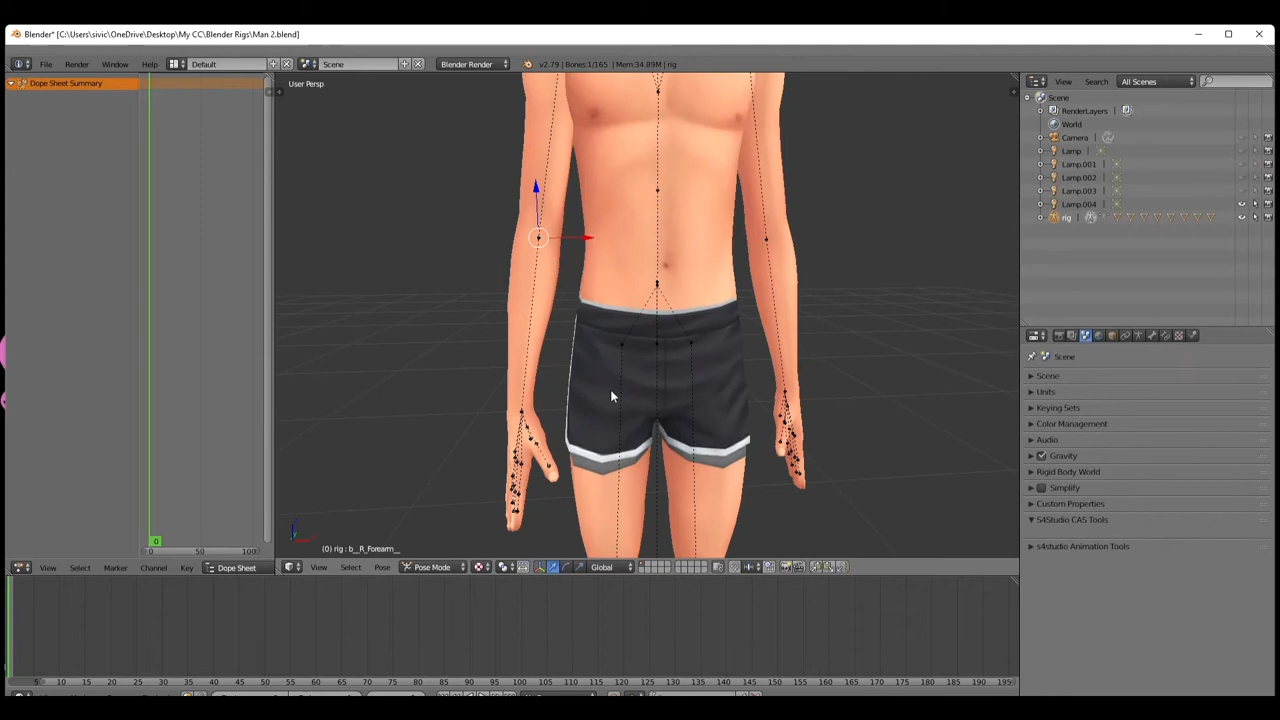 Blender* [C:\Users\sivic\OneDrive\Desktop\My CC\Blender Rigs\Man 2.blend]
File Render Window Help Default Scene Blender Render v2.79 | Bones:1/165 | Mem:34.89M | rig
View Search All Scenes
Dope Sheet Summary
User Persp
Scene
RenderLayers
World
Camera
Lamp
Lamp.001
Lamp.002
Lamp.003
Lamp.004
rig
Scene
Scene
Units
Keying Sets
Color Management
Audio
Gravity
Rigid Body World
Simplify
Custom Properties
S4Studio CAS Tools
s4studio Animation Tools
0
0 50 100
(0) rig : b__R_Forearm__
View Select Marker Channel Key Dope Sheet
View Select Pose Pose Mode Global
5 10 15 20 25 30 35 40 45 50 55 60 65 70 75 80 85 90 95 100 105 110 115 120 125 130 135 140 145 150 155 160 165 170 175 180 185 190 195